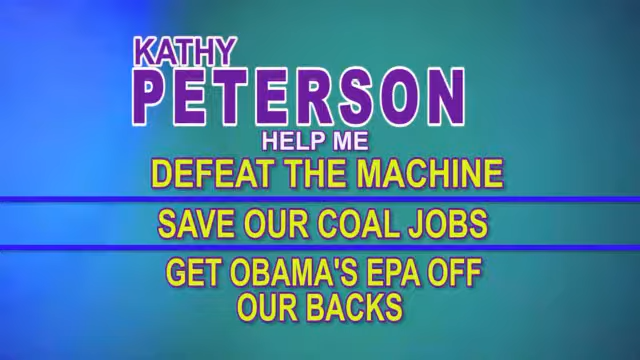 KATHY
PETERSON
HELP ME
DEFEAT THE MACHINE
SAVE OUR COAL JOBS
GET OBAMA'S EPA OFF
OUR BACKS